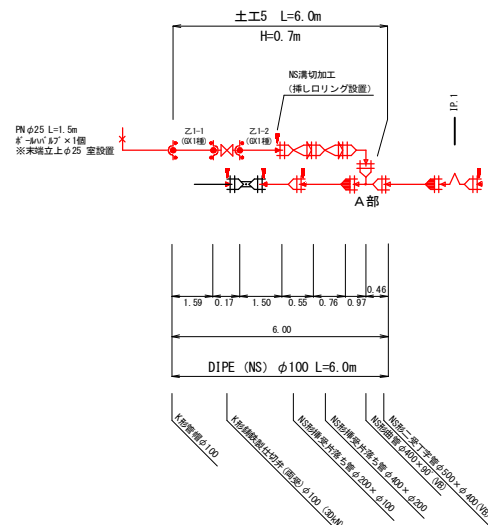 土工5 L=6.0m
H=0.7m
NS溝切加工
(挿し口リング設置)
PNφ25 L=1.5m
ボールバルブ×1個
※末端立上φ25 室設置
乙1-1
(GX1種)
乙1-2
(GX1種)
IP.1
A部
1.59 0.17 1.50 0.55 0.76 0.97 0.46
6.00
DIPE (NS) φ100 L=6.0m
K形管帽φ100
K形鋳鉄製仕切弁(両受)φ100 (30kN)
NS形挿受片落ち管φ200×φ100
NS形挿受片落ち管φ400×φ200
NS形曲管φ400×90°(VB)
NS形二受丁字管φ500×φ400(VB)